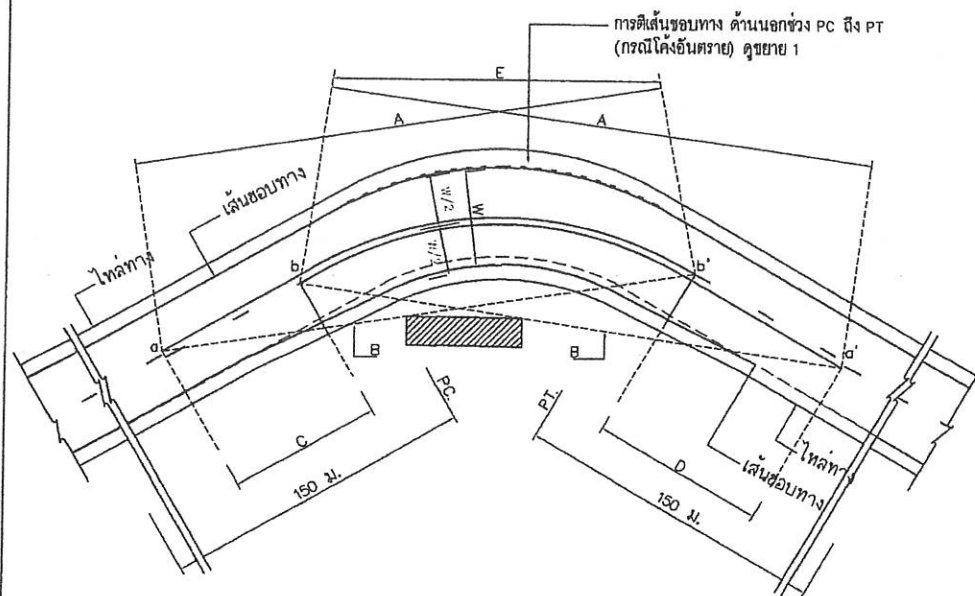 การตีเส้นขอบทาง ด้านนอกช่วง PC ถึง PT
(กรณีโค้งอันตราย) ดูขยาย 1
E
A
A
เส้นขอบทาง
ไหล่ทาง
W/2
W
W/2
b
b'
a
a'
B
B
PC.
PT.
C
D
150 ม.
150 ม.
ไหล่ทาง
เส้นขอบทาง